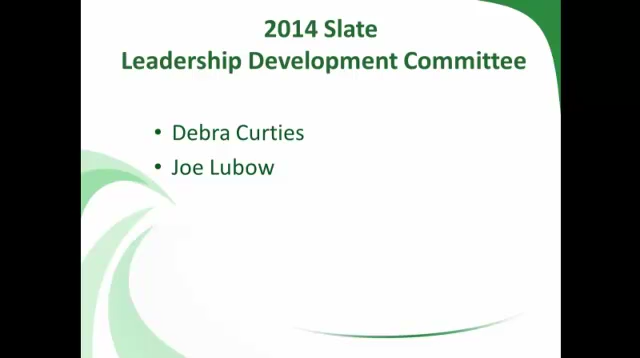 2014 Slate
Leadership Development Committee
• Debra Curties
• Joe Lubow